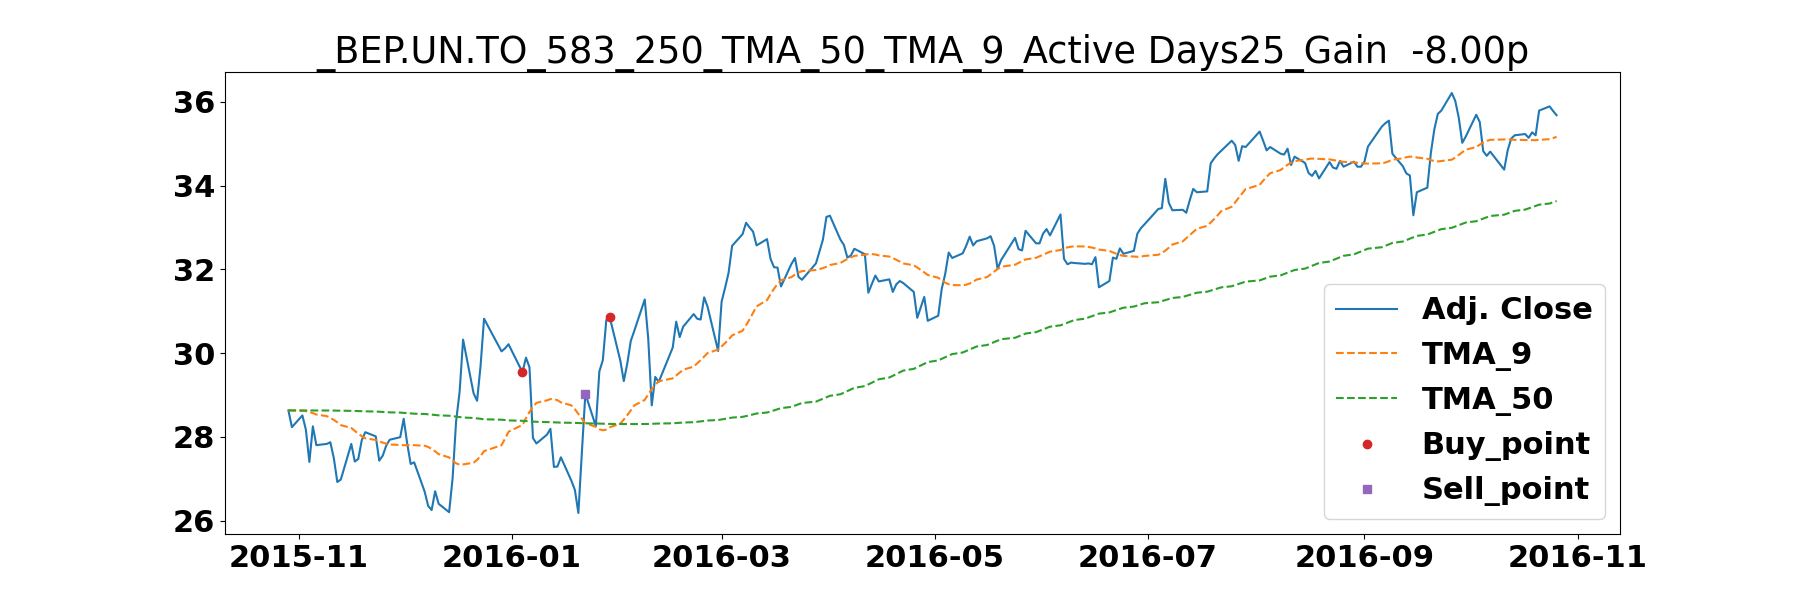 _BEP.UN.TO_583_250_TMA_50_TMA_9_Active Days25_Gain  -8.00p
36
34
32
30
28
26
Adj. Close
TMA_9
TMA_50
Buy_point
Sell_point
2015-11 2016-01 2016-03 2016-05 2016-07 2016-09 2016-11